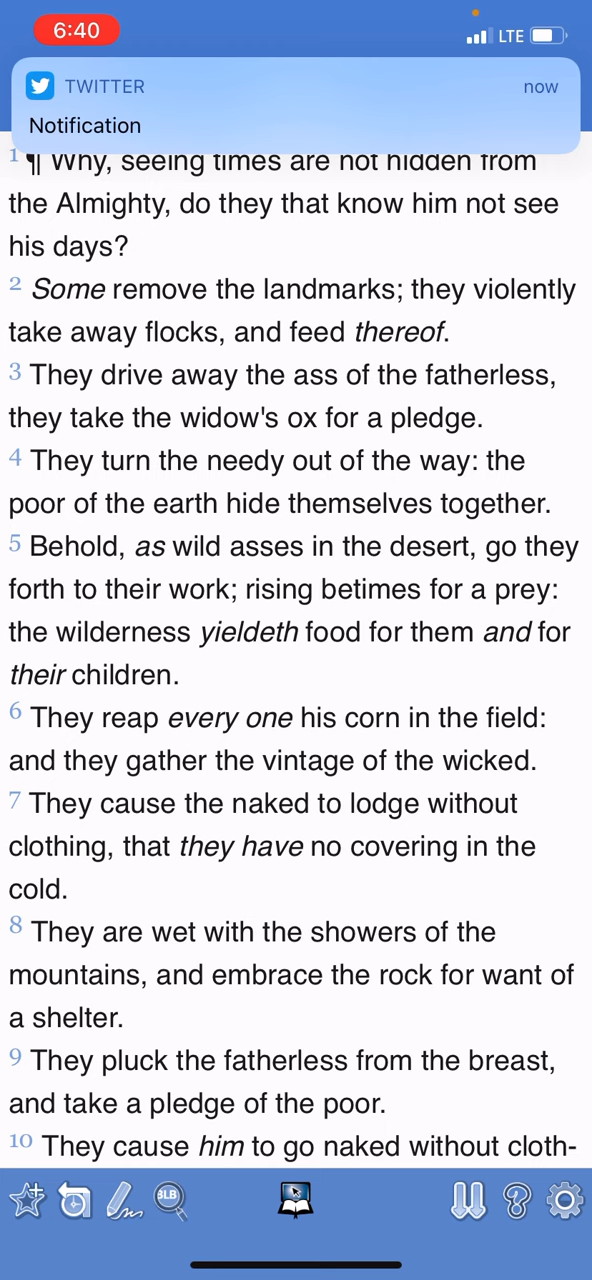 6:40
LTE
TWITTER
now
Notification
1 ¶ Why, seeing times are not hidden from
the Almighty, do they that know him not see
his days?
2 Some remove the landmarks; they violently
take away flocks, and feed thereof.
3 They drive away the ass of the fatherless,
they take the widow's ox for a pledge.
4 They turn the needy out of the way: the
poor of the earth hide themselves together.
5 Behold, as wild asses in the desert, go they
forth to their work; rising betimes for a prey:
the wilderness yieldeth food for them and for
their children.
6 They reap every one his corn in the field:
and they gather the vintage of the wicked.
7 They cause the naked to lodge without
clothing, that they have no covering in the
cold.
8 They are wet with the showers of the
mountains, and embrace the rock for want of
a shelter.
9 They pluck the fatherless from the breast,
and take a pledge of the poor.
10 They cause him to go naked without cloth-
BLB